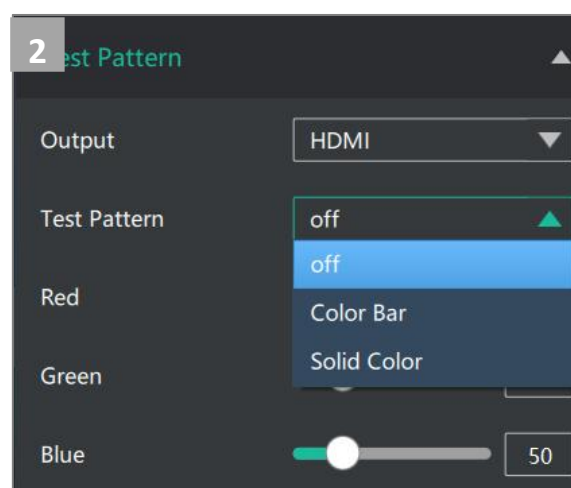 2
est Pattern
Output HDMI
Test Pattern off
off
Red
Color Bar
Solid Color
Green
Blue 50